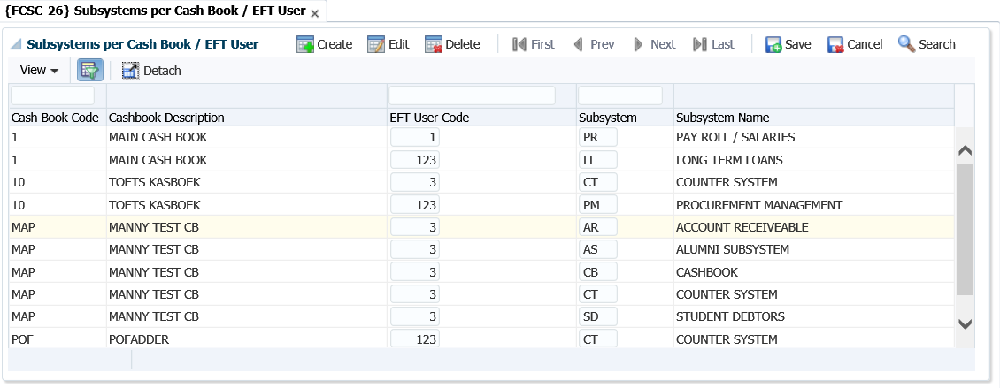 {FCSC-26} Subsystems per Cash Book / EFT User
Subsystems per Cash Book / EFT User Create Edit Delete First Prev Next Last Save Cancel Search
View Detach
Cash Book Code Cashbook Description EFT User Code Subsystem Subsystem Name
1 MAIN CASH BOOK 1 PR PAY ROLL / SALARIES
1 MAIN CASH BOOK 123 LL LONG TERM LOANS
10 TOETS KASBOEK 3 CT COUNTER SYSTEM
10 TOETS KASBOEK 123 PM PROCUREMENT MANAGEMENT
MAP MANNY TEST CB 3 AR ACCOUNT RECEIVEABLE
MAP MANNY TEST CB 3 AS ALUMNI SUBSYSTEM
MAP MANNY TEST CB 3 CB CASHBOOK
MAP MANNY TEST CB 3 CT COUNTER SYSTEM
MAP MANNY TEST CB 3 SD STUDENT DEBTORS
POF POFADDER 123 CT COUNTER SYSTEM